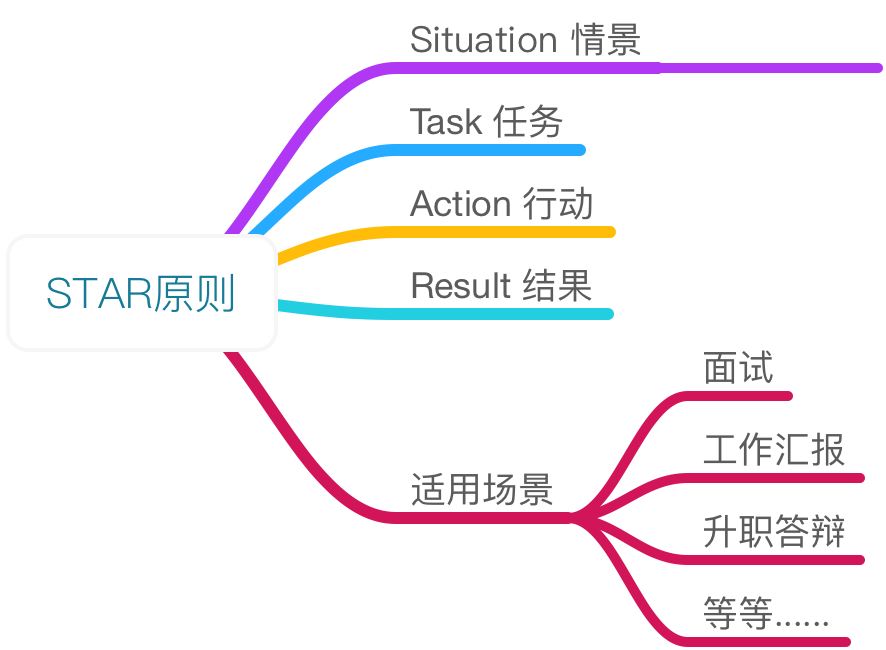 STAR原则
Situation 情景
Task 任务
Action 行动
Result 结果
适用场景
面试
工作汇报
升职答辩
等等......